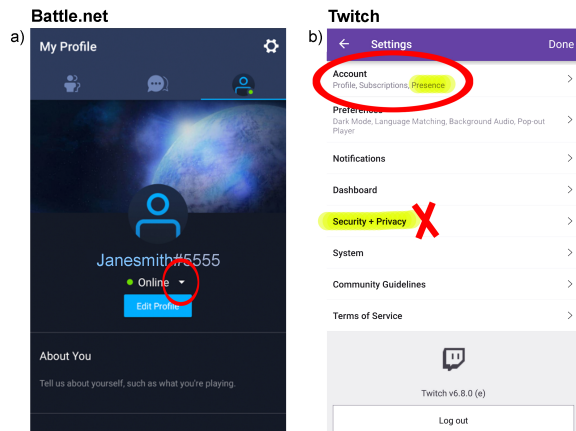 Battle.net
a)
My Profile
Janesmith#5555
Online
Edit Profile
About You
Tell us about yourself, such as what you're playing.
Twitch
b)
Settings
Done
Account
Profile, Subscriptions, Presence
Preferences
Dark Mode, Language Matching, Background Audio, Pop-out
Player
Notifications
Dashboard
Security + Privacy
System
Community Guidelines
Terms of Service
Twitch v6.8.0 (e)
Log out